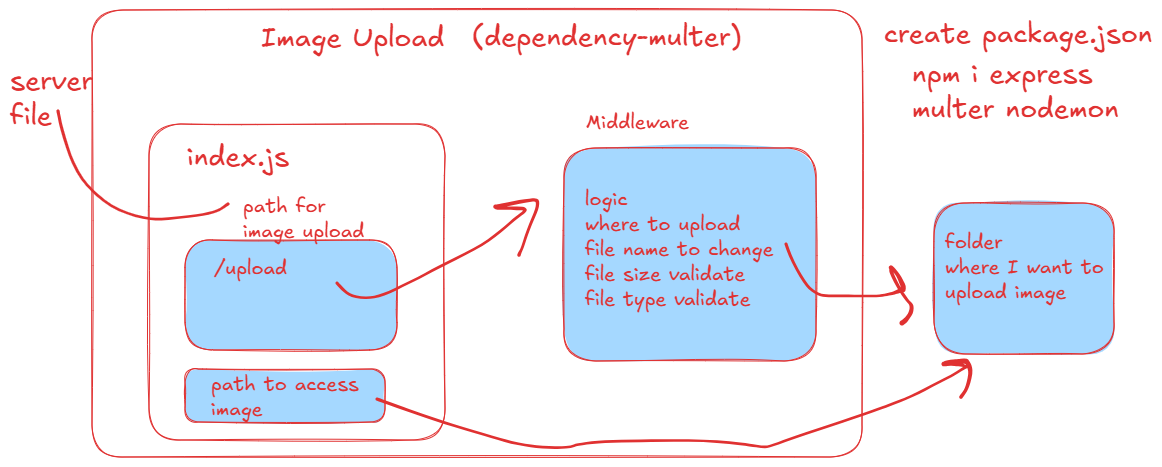 Image Upload (dependency-multer)
create package.json
npm i express
multer nodemon
server
file
index.js
path for
image upload
/upload
path to access
image
Middleware
logic
where to upload
file name to change
file size validate
file type validate
folder
where I want to
upload image